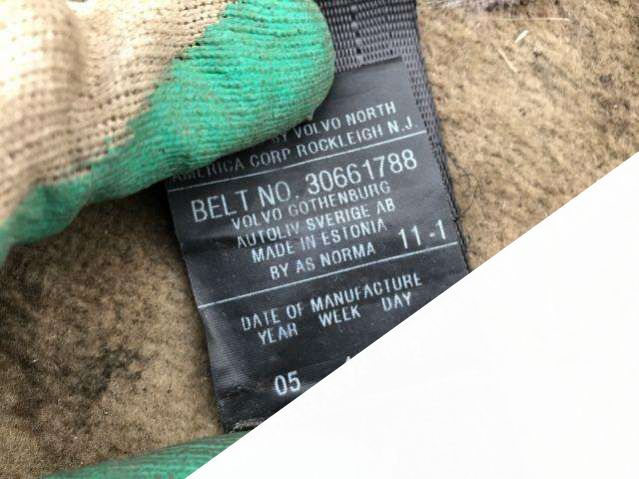 BY VOLVO NORTH
AMERICA CORP ROCKLEIGH N.J.
BELT NO. 30661788
VOLVO GOTHENBURG
AUTOLIV SVERIGE AB
MADE IN ESTONIA
BY AS NORMA 11-1
DATE OF MANUFACTURE
YEAR WEEK DAY
05